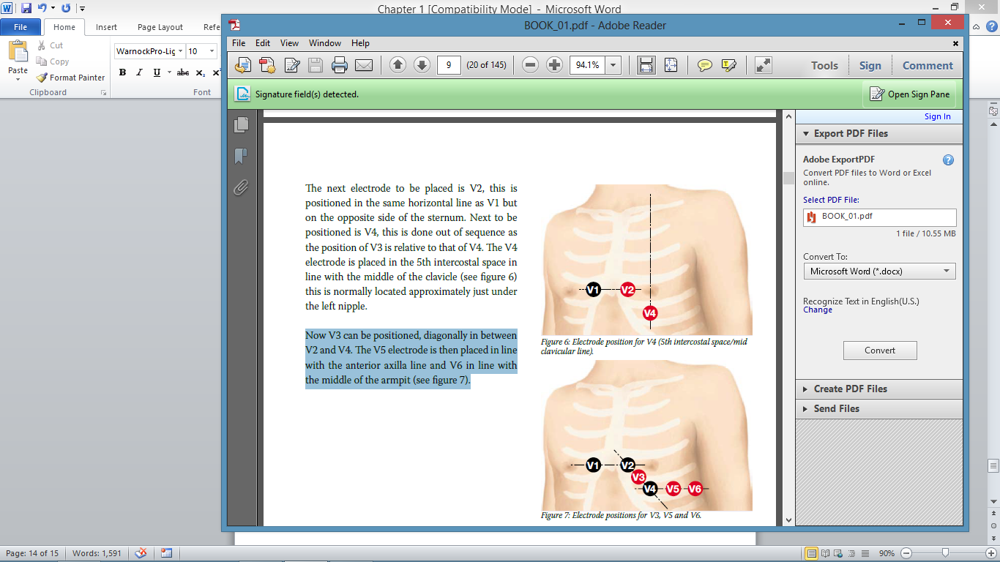 Chapter 1 [Compatibility Mode] - Microsoft Word
File Home Insert Page Layout Refe
Paste
Cut
Copy
Format Painter
Clipboard
WarnockPro-Lig 10
B I U abc x₂ x²
Font
BOOK_01.pdf - Adobe Reader
File Edit View Window Help
9 (20 of 145) 94.1% Tools Sign Comment
Signature field(s) detected. Open Sign Pane
The next electrode to be placed is V2, this is
positioned in the same horizontal line as V1 but
on the opposite side of the sternum. Next to be
positioned is V4, this is done out of sequence as
the position of V3 is relative to that of V4. The V4
electrode is placed in the 5th intercostal space in
line with the middle of the clavicle (see figure 6)
this is normally located approximately just under
the left nipple.
Now V3 can be positioned, diagonally in between
V2 and V4. The V5 electrode is then placed in line
with the anterior axilla line and V6 in line with
the middle of the armpit (see figure 7).
V1 V2
V4
Figure 6: Electrode position for V4 (5th intercostal space/mid
clavicular line).
V1 V2
V3
V4 V5 V6
Figure 7: Electrode positions for V3, V5 and V6.
Sign In
Export PDF Files
Adobe ExportPDF
Convert PDF files to Word or Excel
online.
Select PDF File:
BOOK_01.pdf
1 file / 10.55 MB
Convert To:
Microsoft Word (*.docx)
Recognize Text in English(U.S.)
Change
Convert
Create PDF Files
Send Files
Page: 14 of 15 Words: 1,591 90%